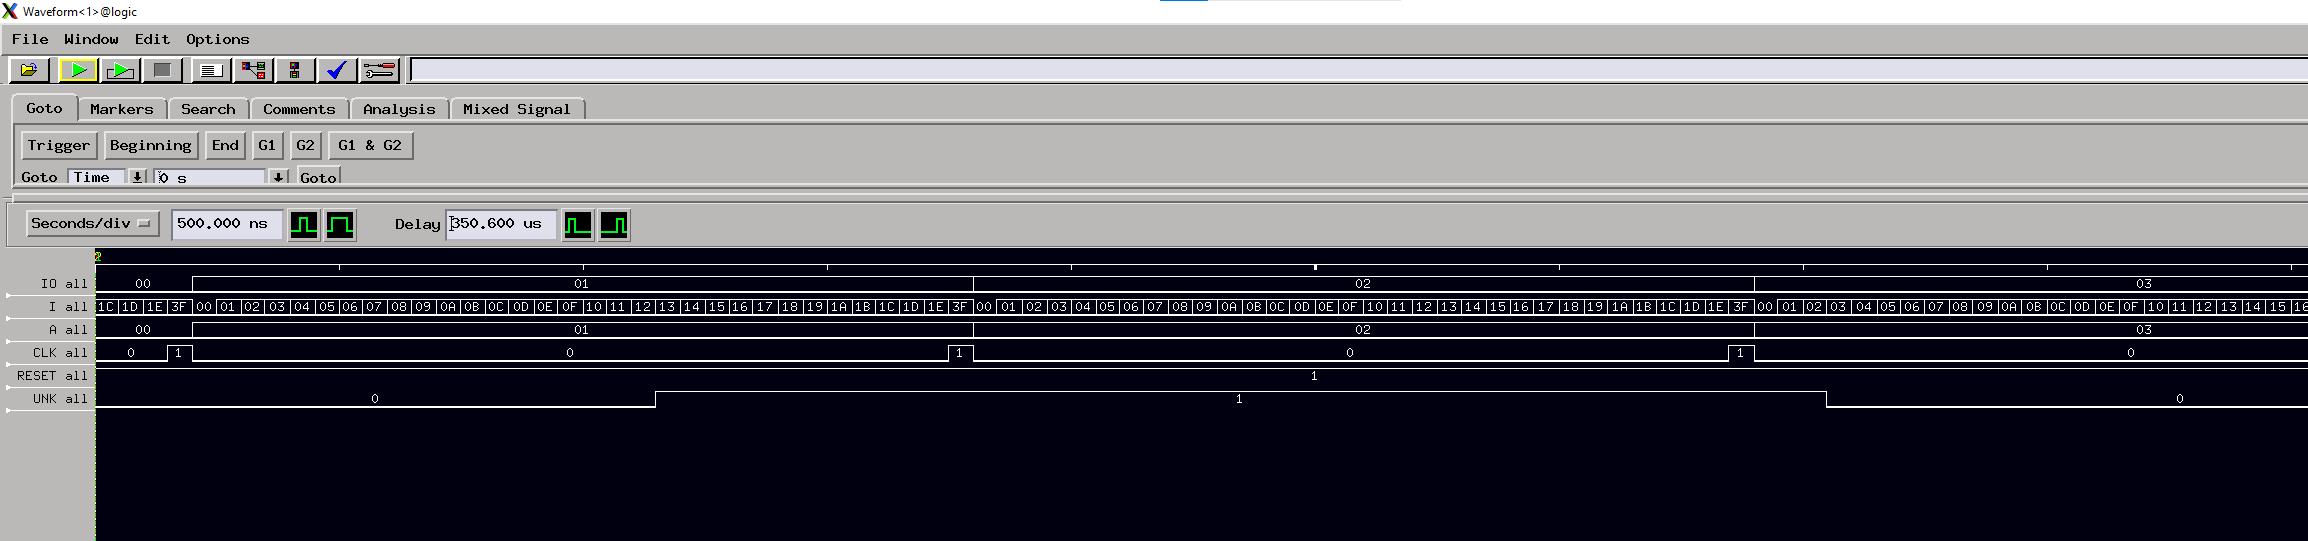 Waveform<1>@logic
File Window Edit Options
Goto Markers Search Comments Analysis Mixed Signal
Trigger Beginning End G1 G2 G1 & G2
Goto Time 0 s Goto
Seconds/div 500.000 ns Delay 350.600 us
2
IO all 00 01 02 03
I all 1C 1D 1E 3F 00 01 02 03 04 05 06 07 08 09 0A 0B 0C 0D 0E 0F 10 11 12 13 14 15 16 17 18 19 1A 1B 1C 1D 1E 3F 00 01 02 03 04 05 06 07 08 09 0A 0B 0C 0D 0E 0F 10 11 12 13 14 15 16 17 18 19 1A 1B 1C 1D 1E 3F 00 01 02 03 04 05 06 07 08 09 0A 0B 0C 0D 0E 0F 10 11 12 13 14 15 16
A all 00 01 02 03
CLK all 0 1 0 1 0 1 0
RESET all 1
UNK all 0 1 0